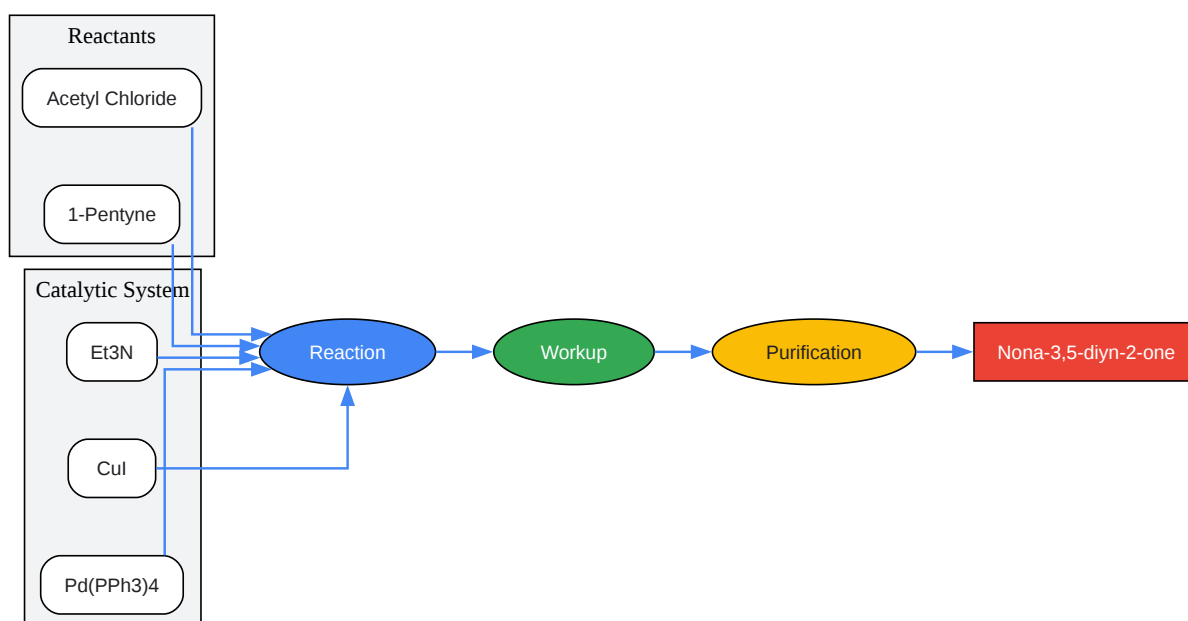 Reactants
Acetyl Chloride
1-Pentyne
Catalytic System
Et3N
CuI
Pd(PPh3)4
Reaction
Workup
Purification
Nona-3,5-diyn-2-one